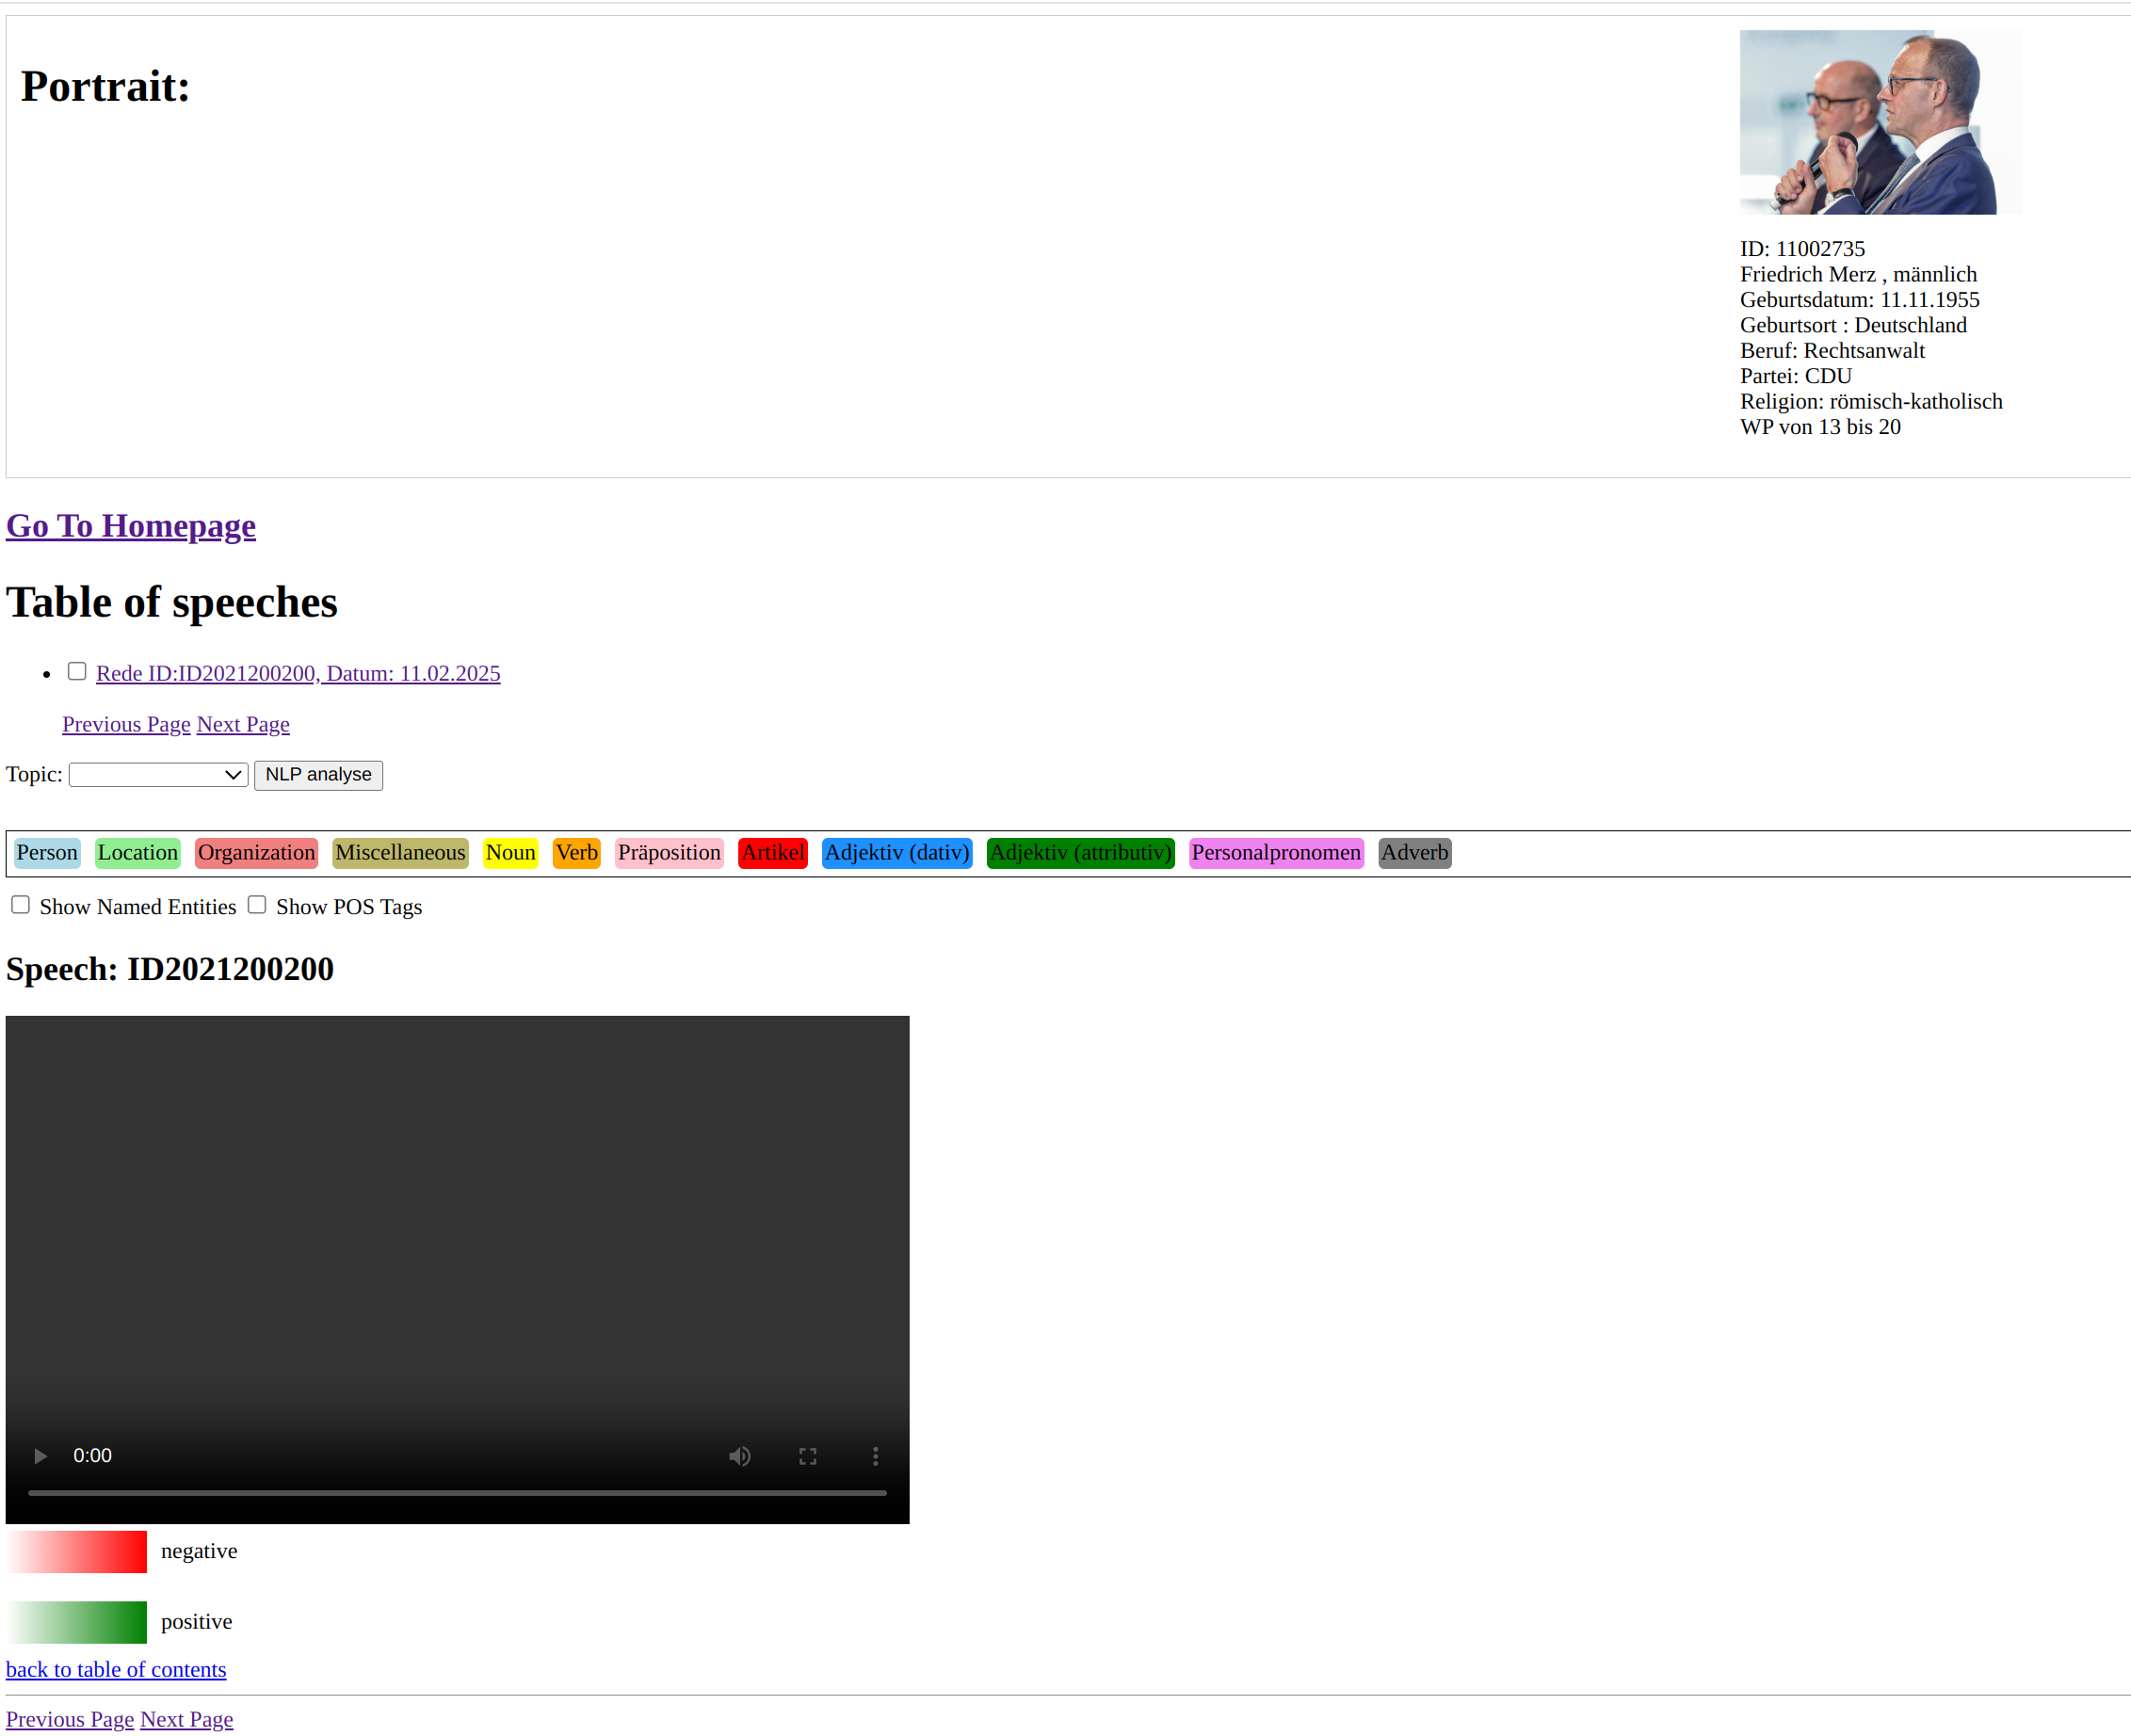 Portrait:
ID: 11002735
Friedrich Merz , männlich
Geburtsdatum: 11.11.1955
Geburtsort : Deutschland
Beruf: Rechtsanwalt
Partei: CDU
Religion: römisch-katholisch
WP von 13 bis 20
Go To Homepage
Table of speeches
Rede ID:ID2021200200, Datum: 11.02.2025
Previous Page Next Page
Topic: NLP analyse
Person Location Organization Miscellaneous Noun Verb Präposition Artikel Adjektiv (dativ) Adjektiv (attributiv) Personalpronomen Adverb
Show Named Entities Show POS Tags
Speech: ID2021200200
0:00
negative
positive
back to table of contents
Previous Page Next Page